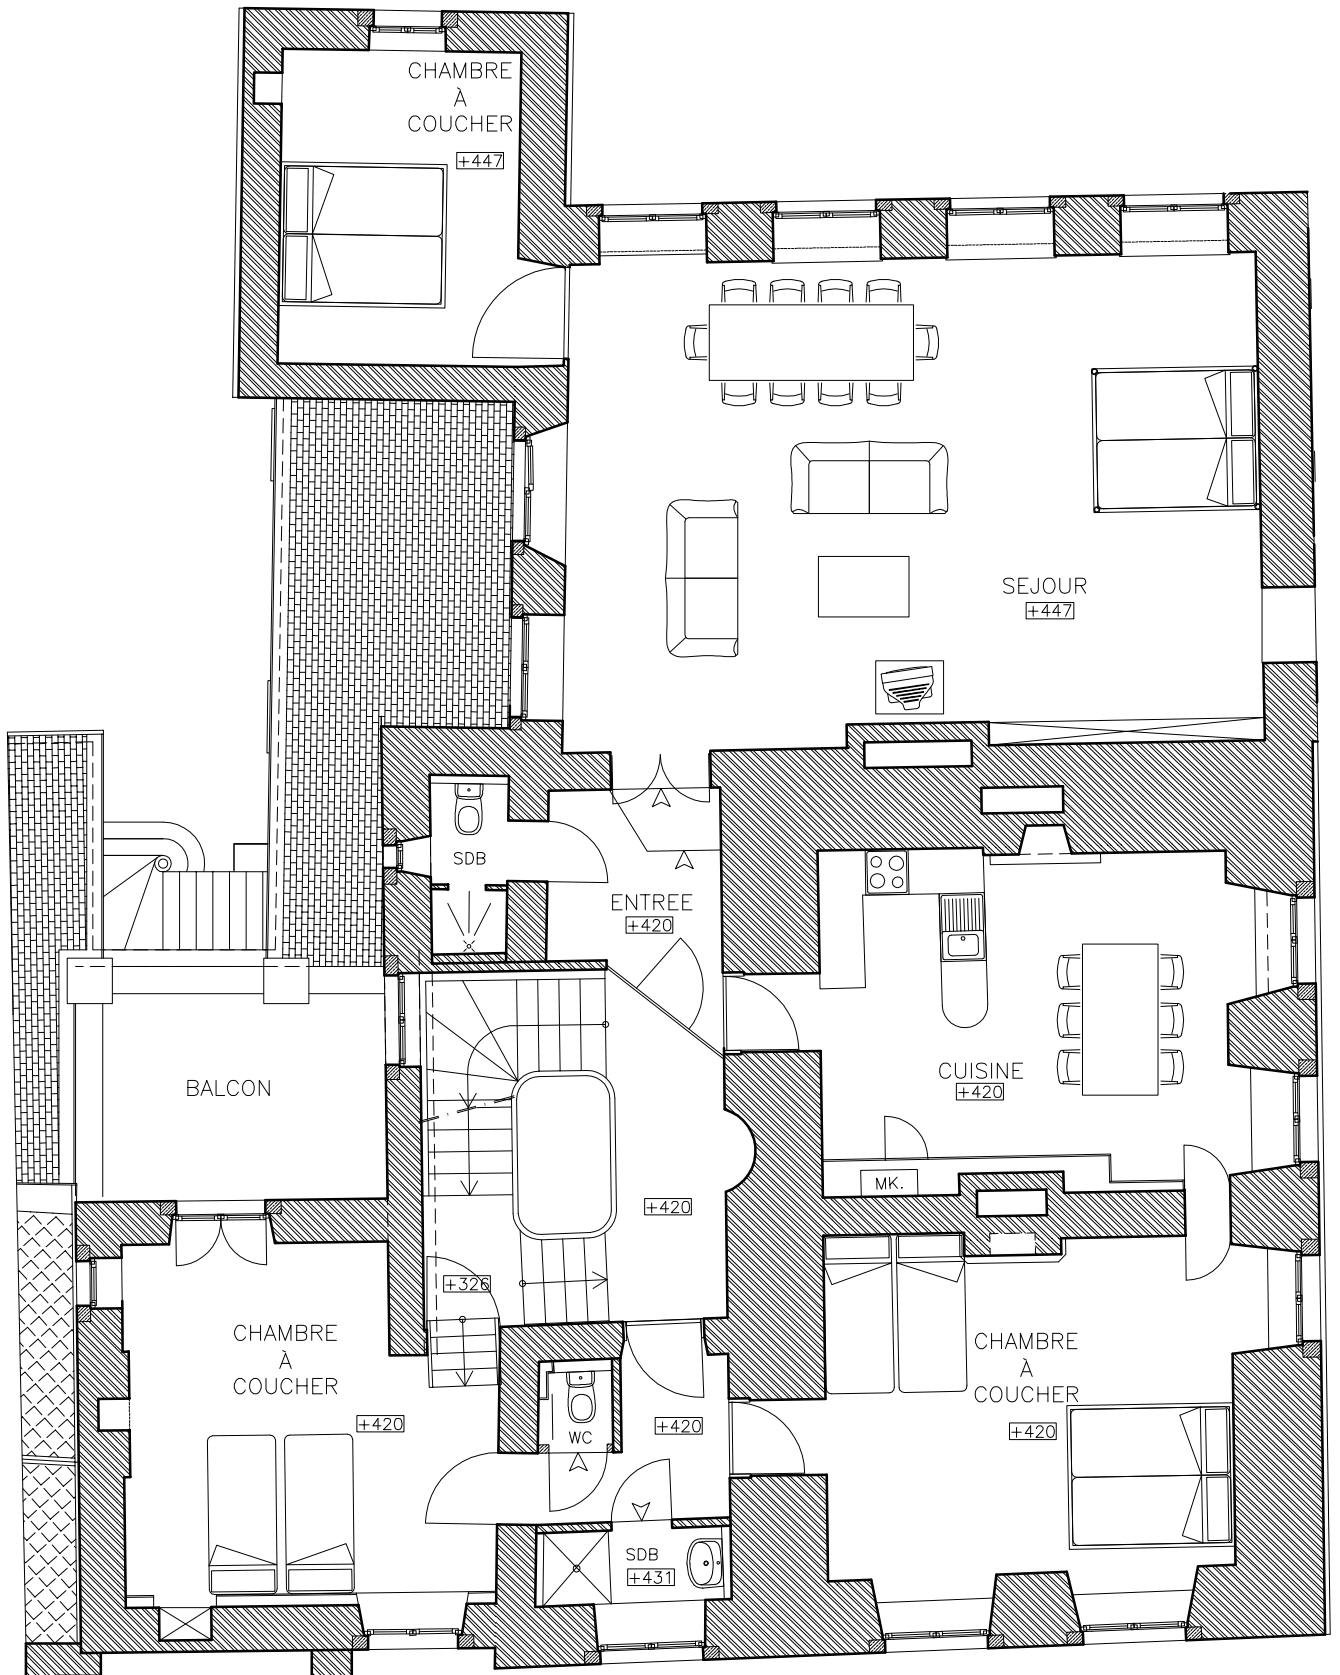 CHAMBRE
À
COUCHER
+447
SEJOUR
+447
SDB
ENTREE
+420
CUISINE
+420
BALCON
MK.
+420
+326
CHAMBRE
À
COUCHER
+420
CHAMBRE
À
COUCHER
+420
+420
WC
SDB
+431